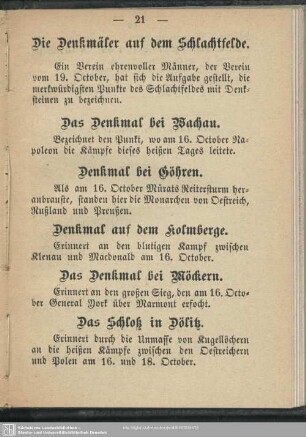 — 21 —
Die Denkmäler auf dem Schlachtfelde.
Ein Verein ehrenvoller Männer, der Verein
vom 19. October, hat sich die Aufgabe gestellt, die
merkwürdigsten Punkte des Schlachtfeldes mit Denk-
steinen zu bezeichnen.
Das Denkmal bei Wachau.
Bezeichnet den Punkt, wo am 16. October Na-
poleon die Kämpfe dieses heißen Tages leitete.
Denkmal bei Göhren.
Als am 16. October Mürats Reitersturm her-
anbrauste, standen hier die Monarchen von Oestreich,
Rußland und Preußen.
Denkmal auf dem Kolmberge.
Erinnert an den blutigen Kampf zwischen
Klenau und Macdonald am 16. October.
Das Denkmal bei Möckern.
Erinnert an den großen Sieg, den am 16. Octo-
ber General York über Marmont erfocht.
Das Schloß in Dölitz.
Erinnert durch die Unmasse von Kugellöchern
an die heißen Kämpfe zwischen den Oestreichern
und Polen am 16. und 18. October.